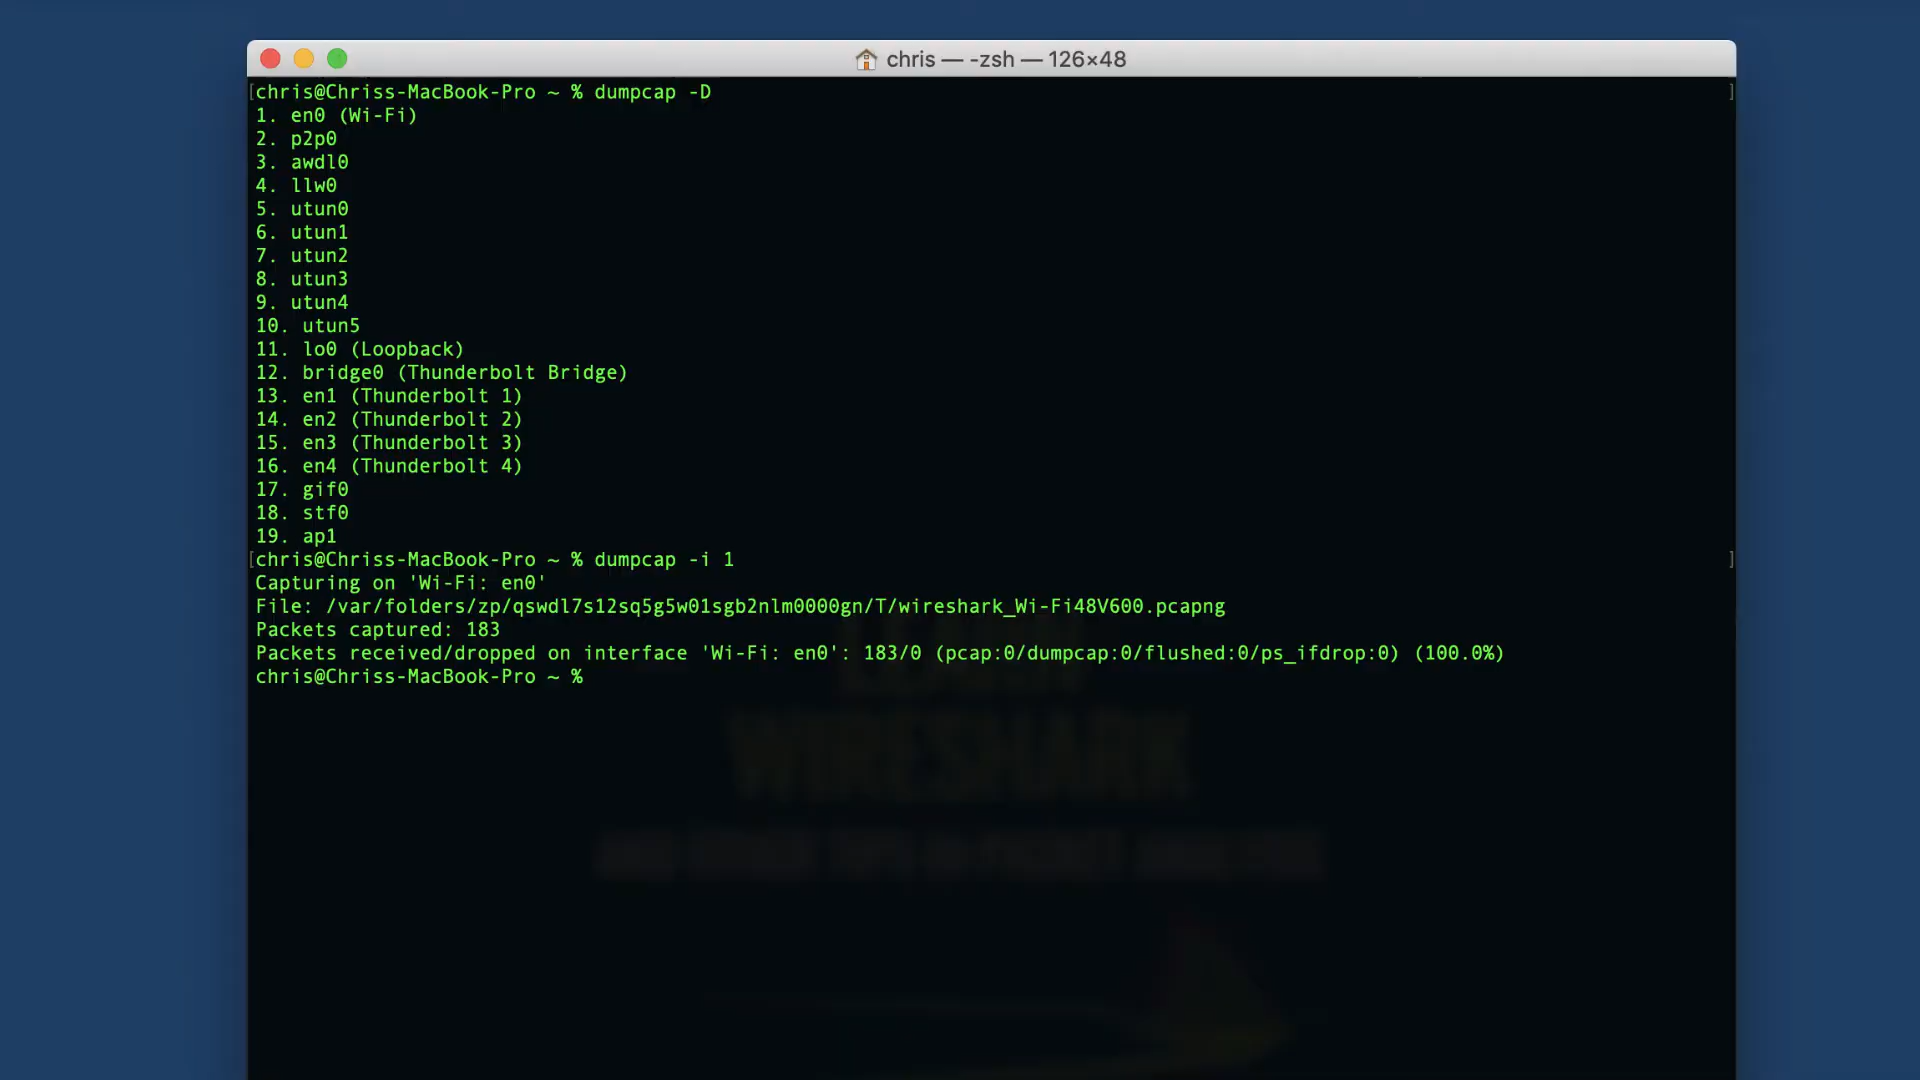 chris — -zsh — 126×48
[chris@Chriss-MacBook-Pro ~ % dumpcap -D ]
1. en0 (Wi-Fi)
2. p2p0
3. awdl0
4. llw0
5. utun0
6. utun1
7. utun2
8. utun3
9. utun4
10. utun5
11. lo0 (Loopback)
12. bridge0 (Thunderbolt Bridge)
13. en1 (Thunderbolt 1)
14. en2 (Thunderbolt 2)
15. en3 (Thunderbolt 3)
16. en4 (Thunderbolt 4)
17. gif0
18. stf0
19. ap1
[chris@Chriss-MacBook-Pro ~ % dumpcap -i 1 ]
Capturing on 'Wi-Fi: en0'
File: /var/folders/zp/qswdl7s12sq5g5w01sgb2nlm0000gn/T/wireshark_Wi-Fi48V600.pcapng
Packets captured: 183
Packets received/dropped on interface 'Wi-Fi: en0': 183/0 (pcap:0/dumpcap:0/flushed:0/ps_ifdrop:0) (100.0%)
chris@Chriss-MacBook-Pro ~ %
LEARN
WIRESHARK